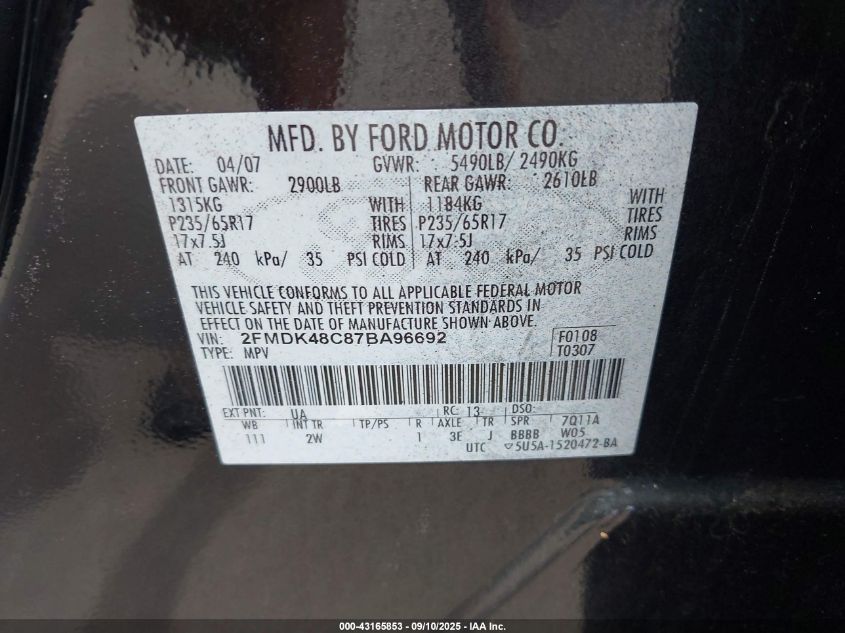 MFD. BY FORD MOTOR CO.
DATE: 04/07 GVWR: 5490LB/ 2490KG
FRONT GAWR: 2900LB REAR GAWR: 2610LB
1315KG WITH 1184KG WITH
P235/65R17 TIRES P235/65R17 TIRES
17x7.5J RIMS 17x7.5J RIMS
AT 240 kPa/ 35 PSI COLD AT 240 kPa/ 35 PSI COLD
THIS VEHICLE CONFORMS TO ALL APPLICABLE FEDERAL MOTOR
VEHICLE SAFETY AND THEFT PREVENTION STANDARDS IN
EFFECT ON THE DATE OF MANUFACTURE SHOWN ABOVE.
VIN: 2FMDK48C87BA96692 F0108
TYPE: MPV T0307
EXT PNT: UA RC: 13 DSO:
WB INT TR TP/PS R AXLE TR SPR 7Q11A
111 2W 1 3E J BBBB W05
UTC 5U5A-1520472-BA
000-43165853 - 09/10/2025 - IAA Inc.